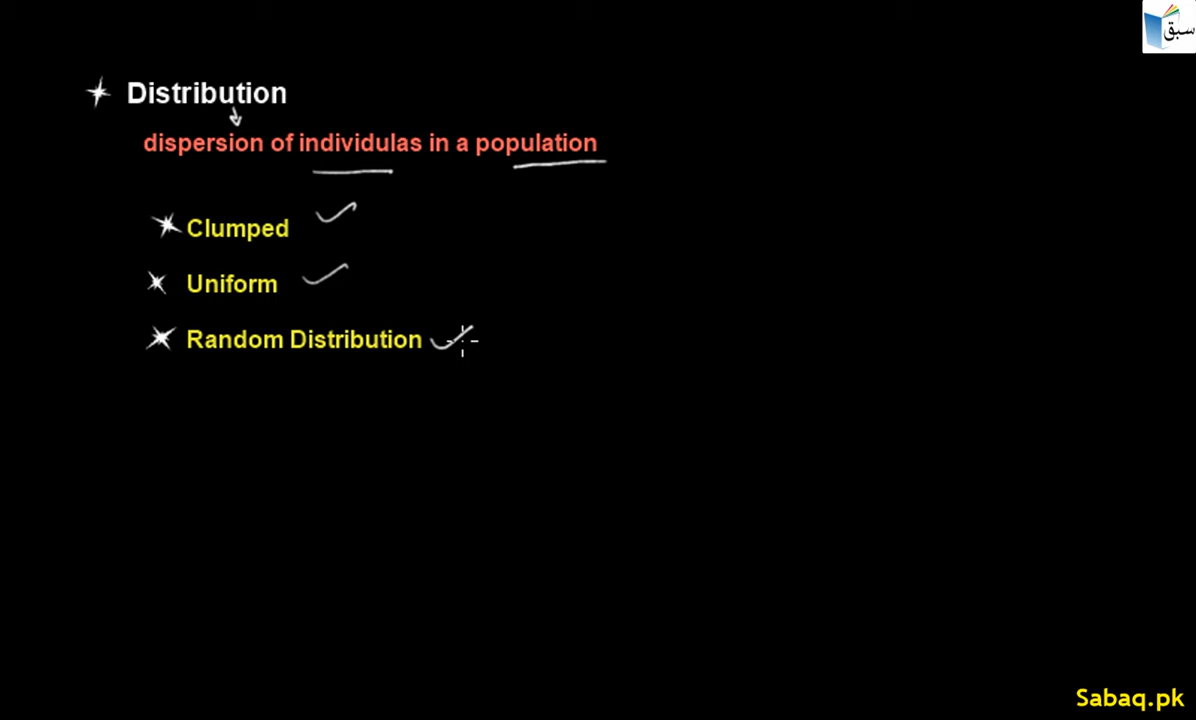 سبق
Distribution
dispersion of individulas in a population
Clumped
Uniform
Random Distribution
Sabaq.pk